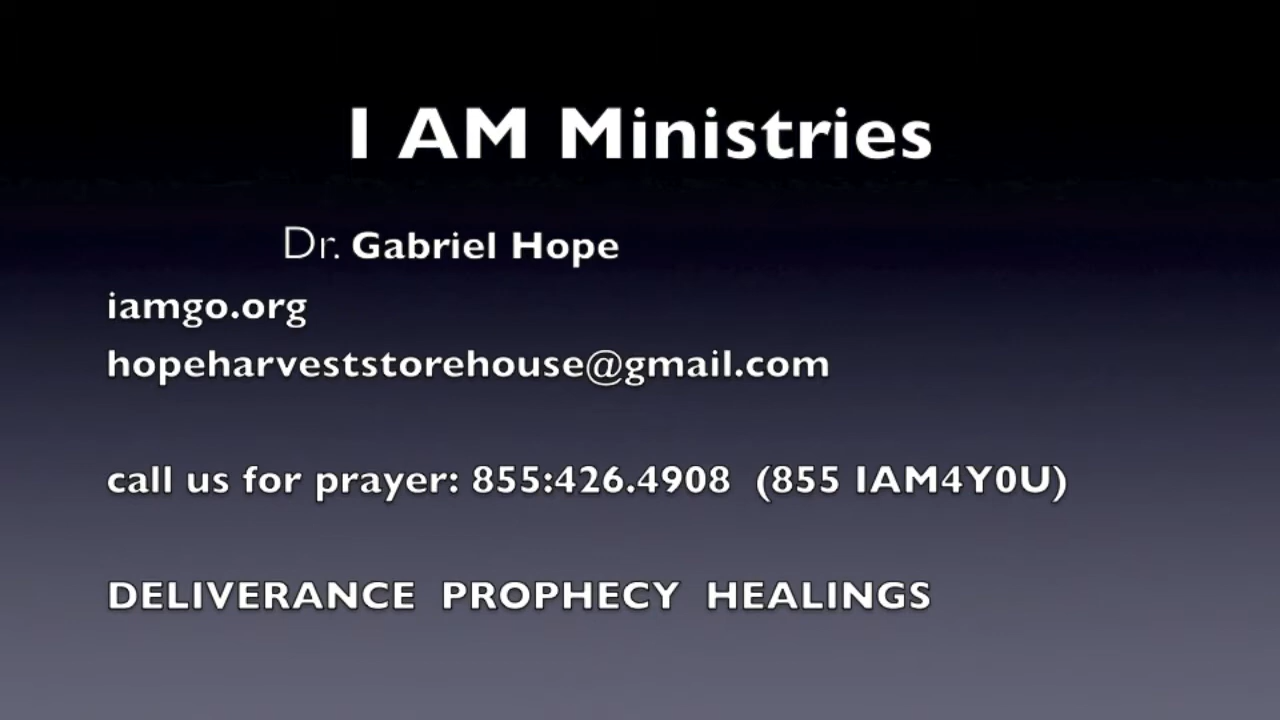 I AM Ministries
Dr. Gabriel Hope
iamgo.org
hopeharveststorehouse@gmail.com
call us for prayer: 855:426.4908 (855 IAM4Y0U)
DELIVERANCE PROPHECY HEALINGS